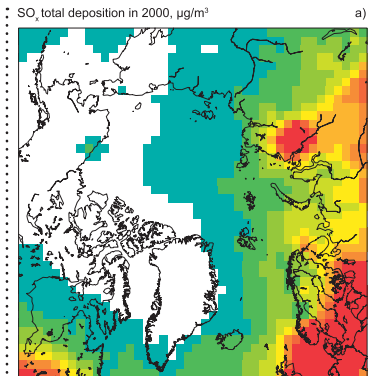 SOₓ total deposition in 2000, µg/m³ a)